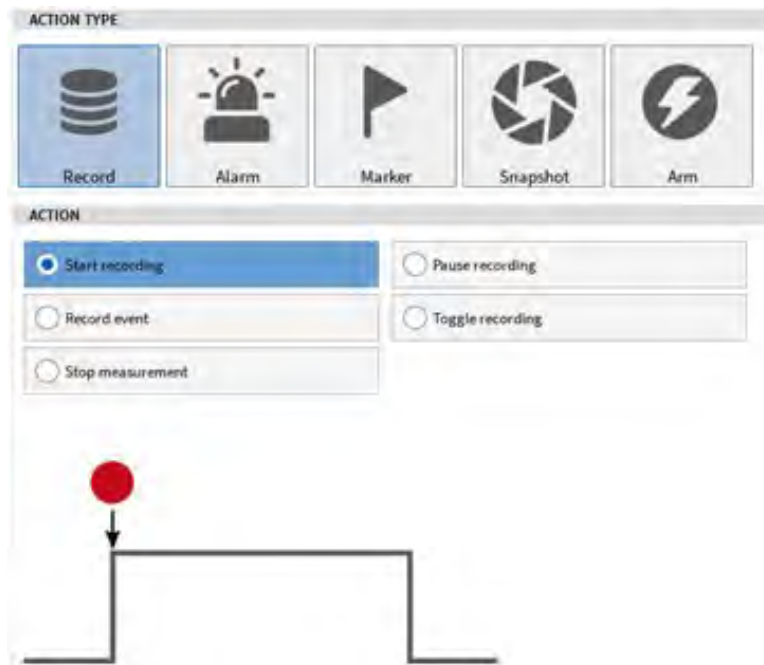 ACTION TYPE
Record Alarm Marker Snapshot Arm
ACTION
Start recording Pause recording
Record event Toggle recording
Stop measurement